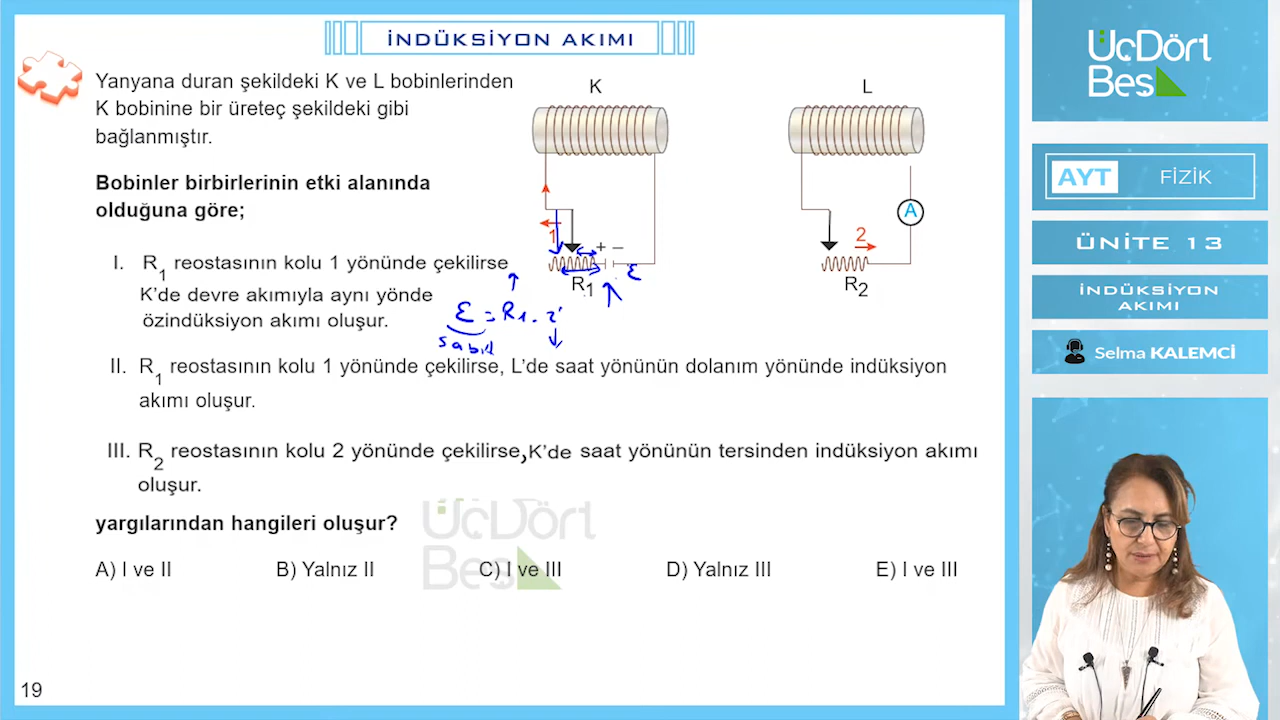 İNDÜKSİYON AKIMI
Yanyana duran şekildeki K ve L bobinlerinden
K bobinine bir üreteç şekildeki gibi
bağlanmıştır.
Bobinler birbirlerinin etki alanında
olduğuna göre;
I. R1 reostasının kolu 1 yönünde çekilirse
K'de devre akımıyla aynı yönde
özindüksiyon akımı oluşur.
II. R1 reostasının kolu 1 yönünde çekilirse, L'de saat yönünün dolanım yönünde indüksiyon
akımı oluşur.
III. R2 reostasının kolu 2 yönünde çekilirse,K'de saat yönünün tersinden indüksiyon akımı
oluşur.
yargılarından hangileri oluşur?
A) I ve II
B) Yalnız II
C) I ve III
D) Yalnız III
E) I ve III
K
1
+ −
R1
ε
ε = R1 . i
sabit
L
A
2
R2
ÜçDört
Beş
19
ÜçDört
Beş
AYT FİZİK
ÜNİTE 13
İNDÜKSİYON
AKIMI
Selma KALEMCİ